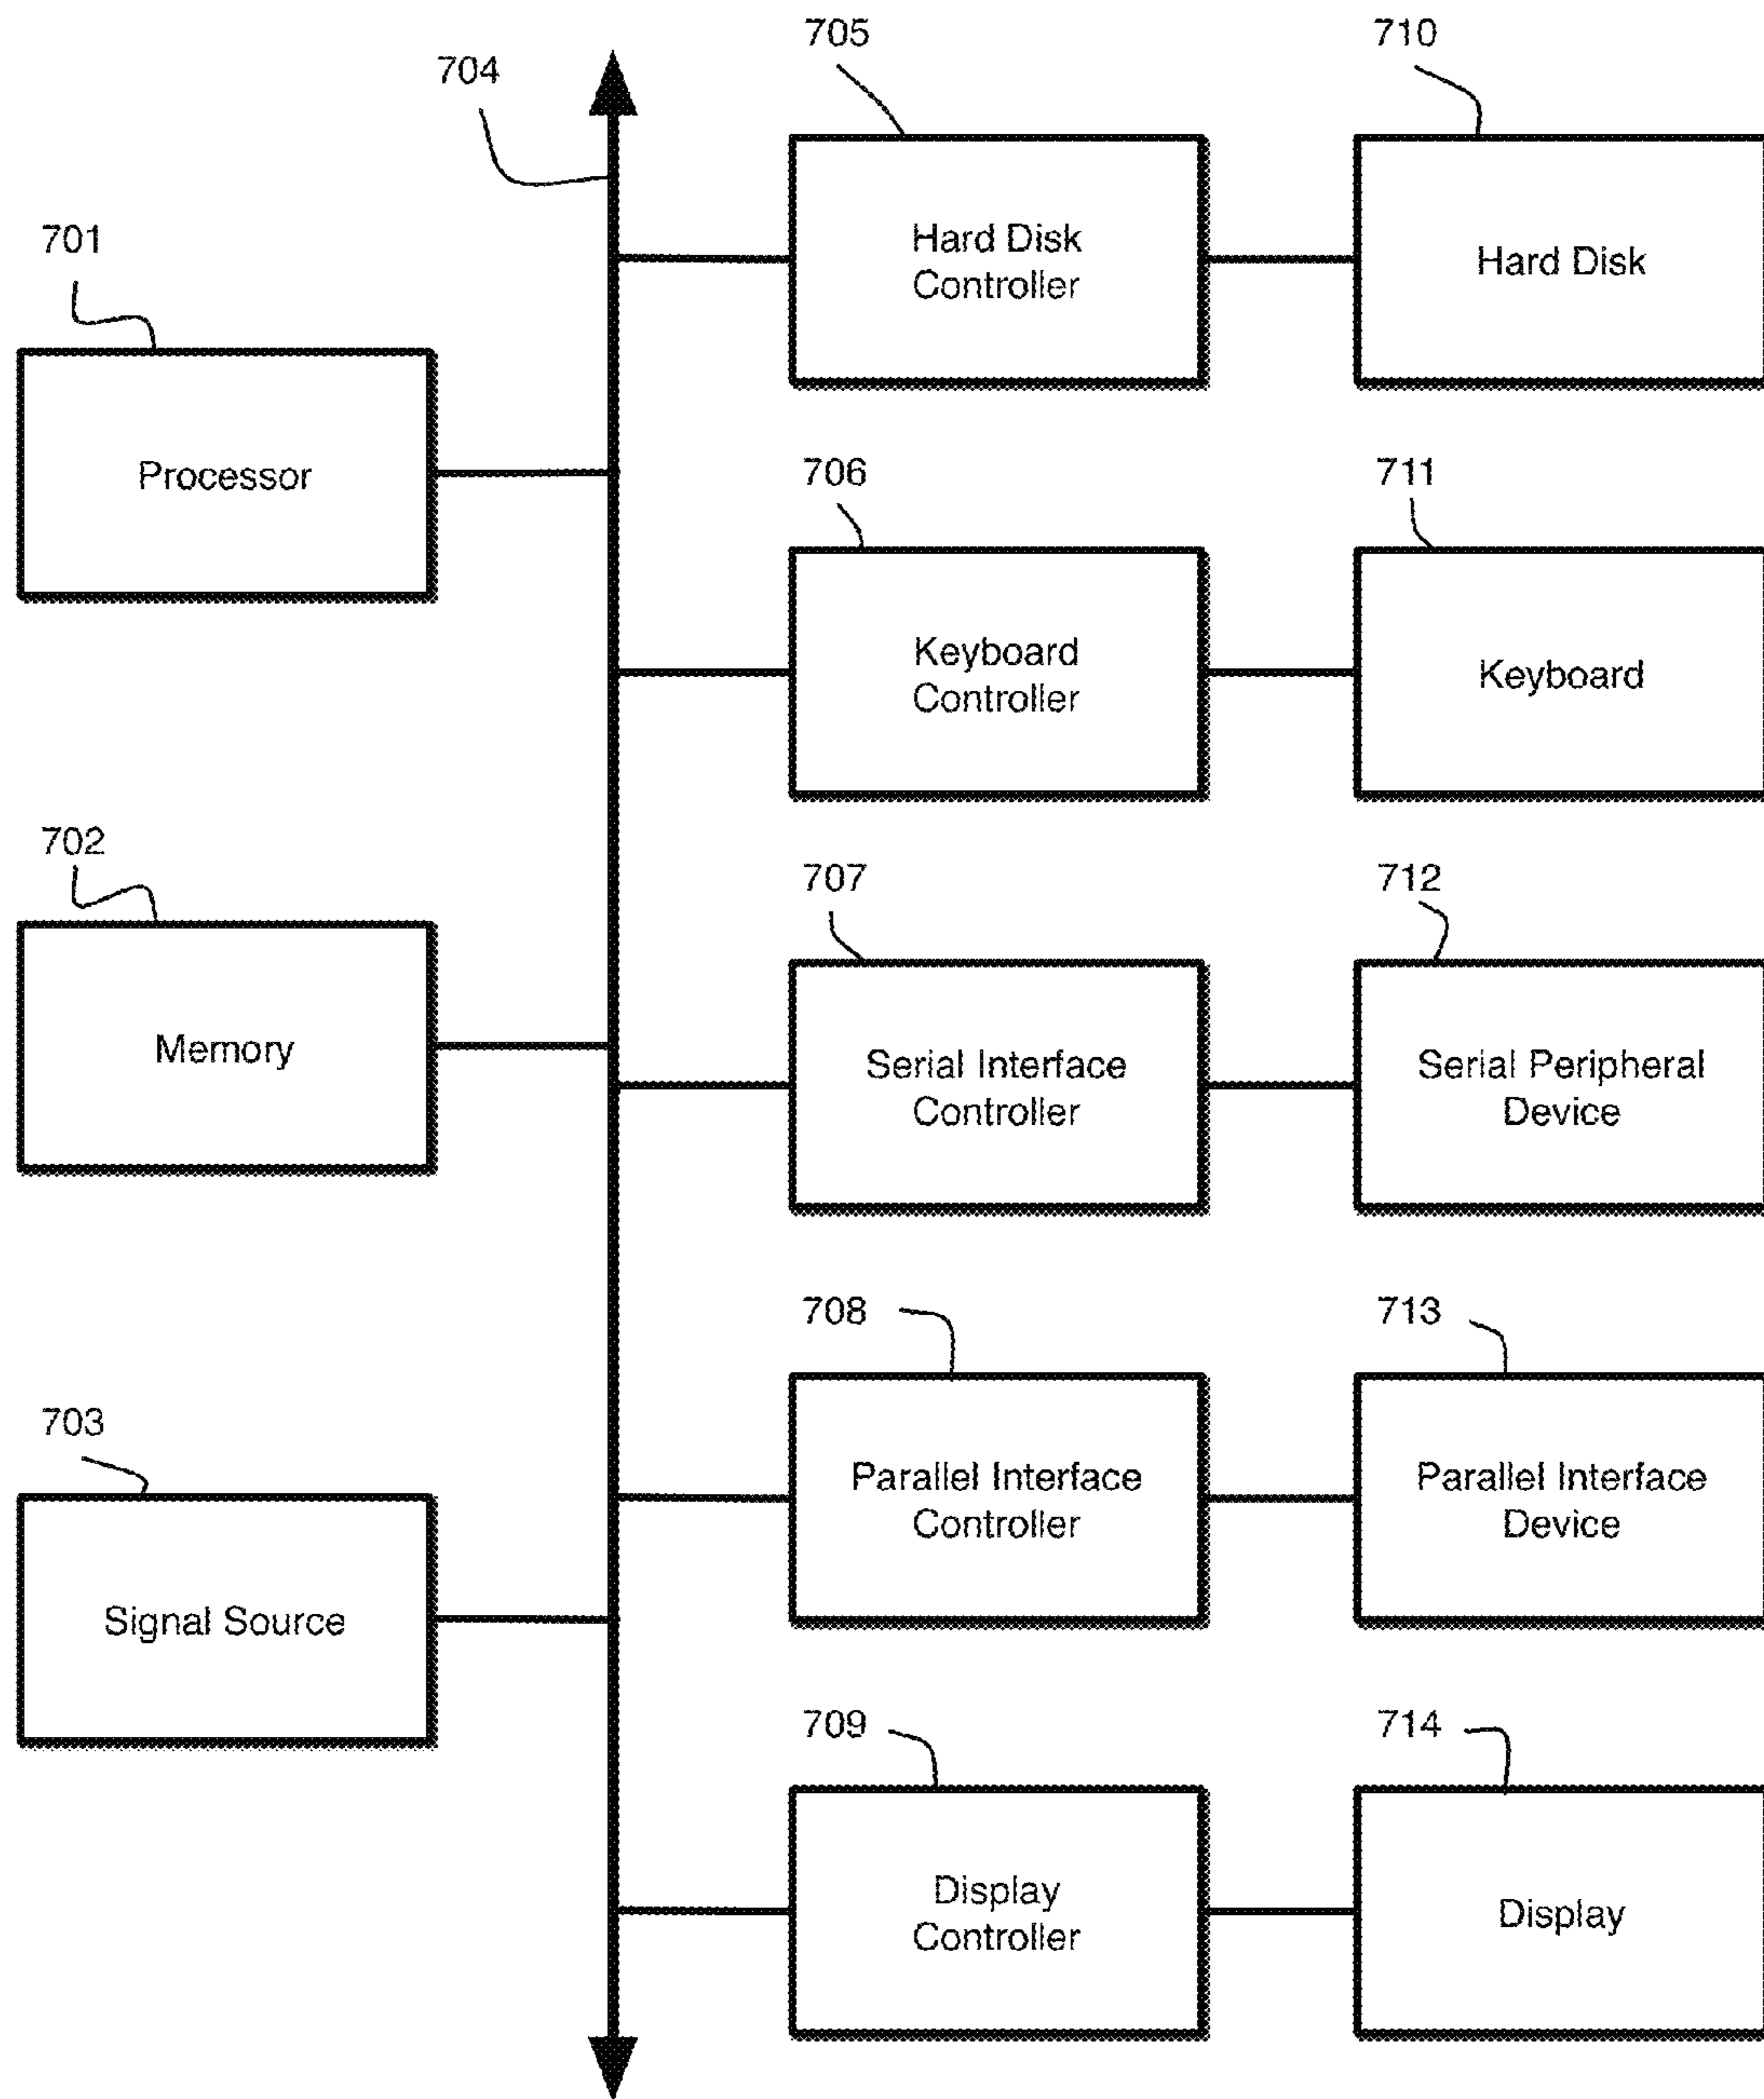 704
705
710
Hard Disk
Controller
Hard Disk
701
Processor
706
711
Keyboard
Controller
Keyboard
702
Memory
707
712
Serial Interface
Controller
Serial Peripheral
Device
703
Signal Source
708
713
Parallel Interface
Controller
Parallel Interface
Device
709
714
Display
Controller
Display